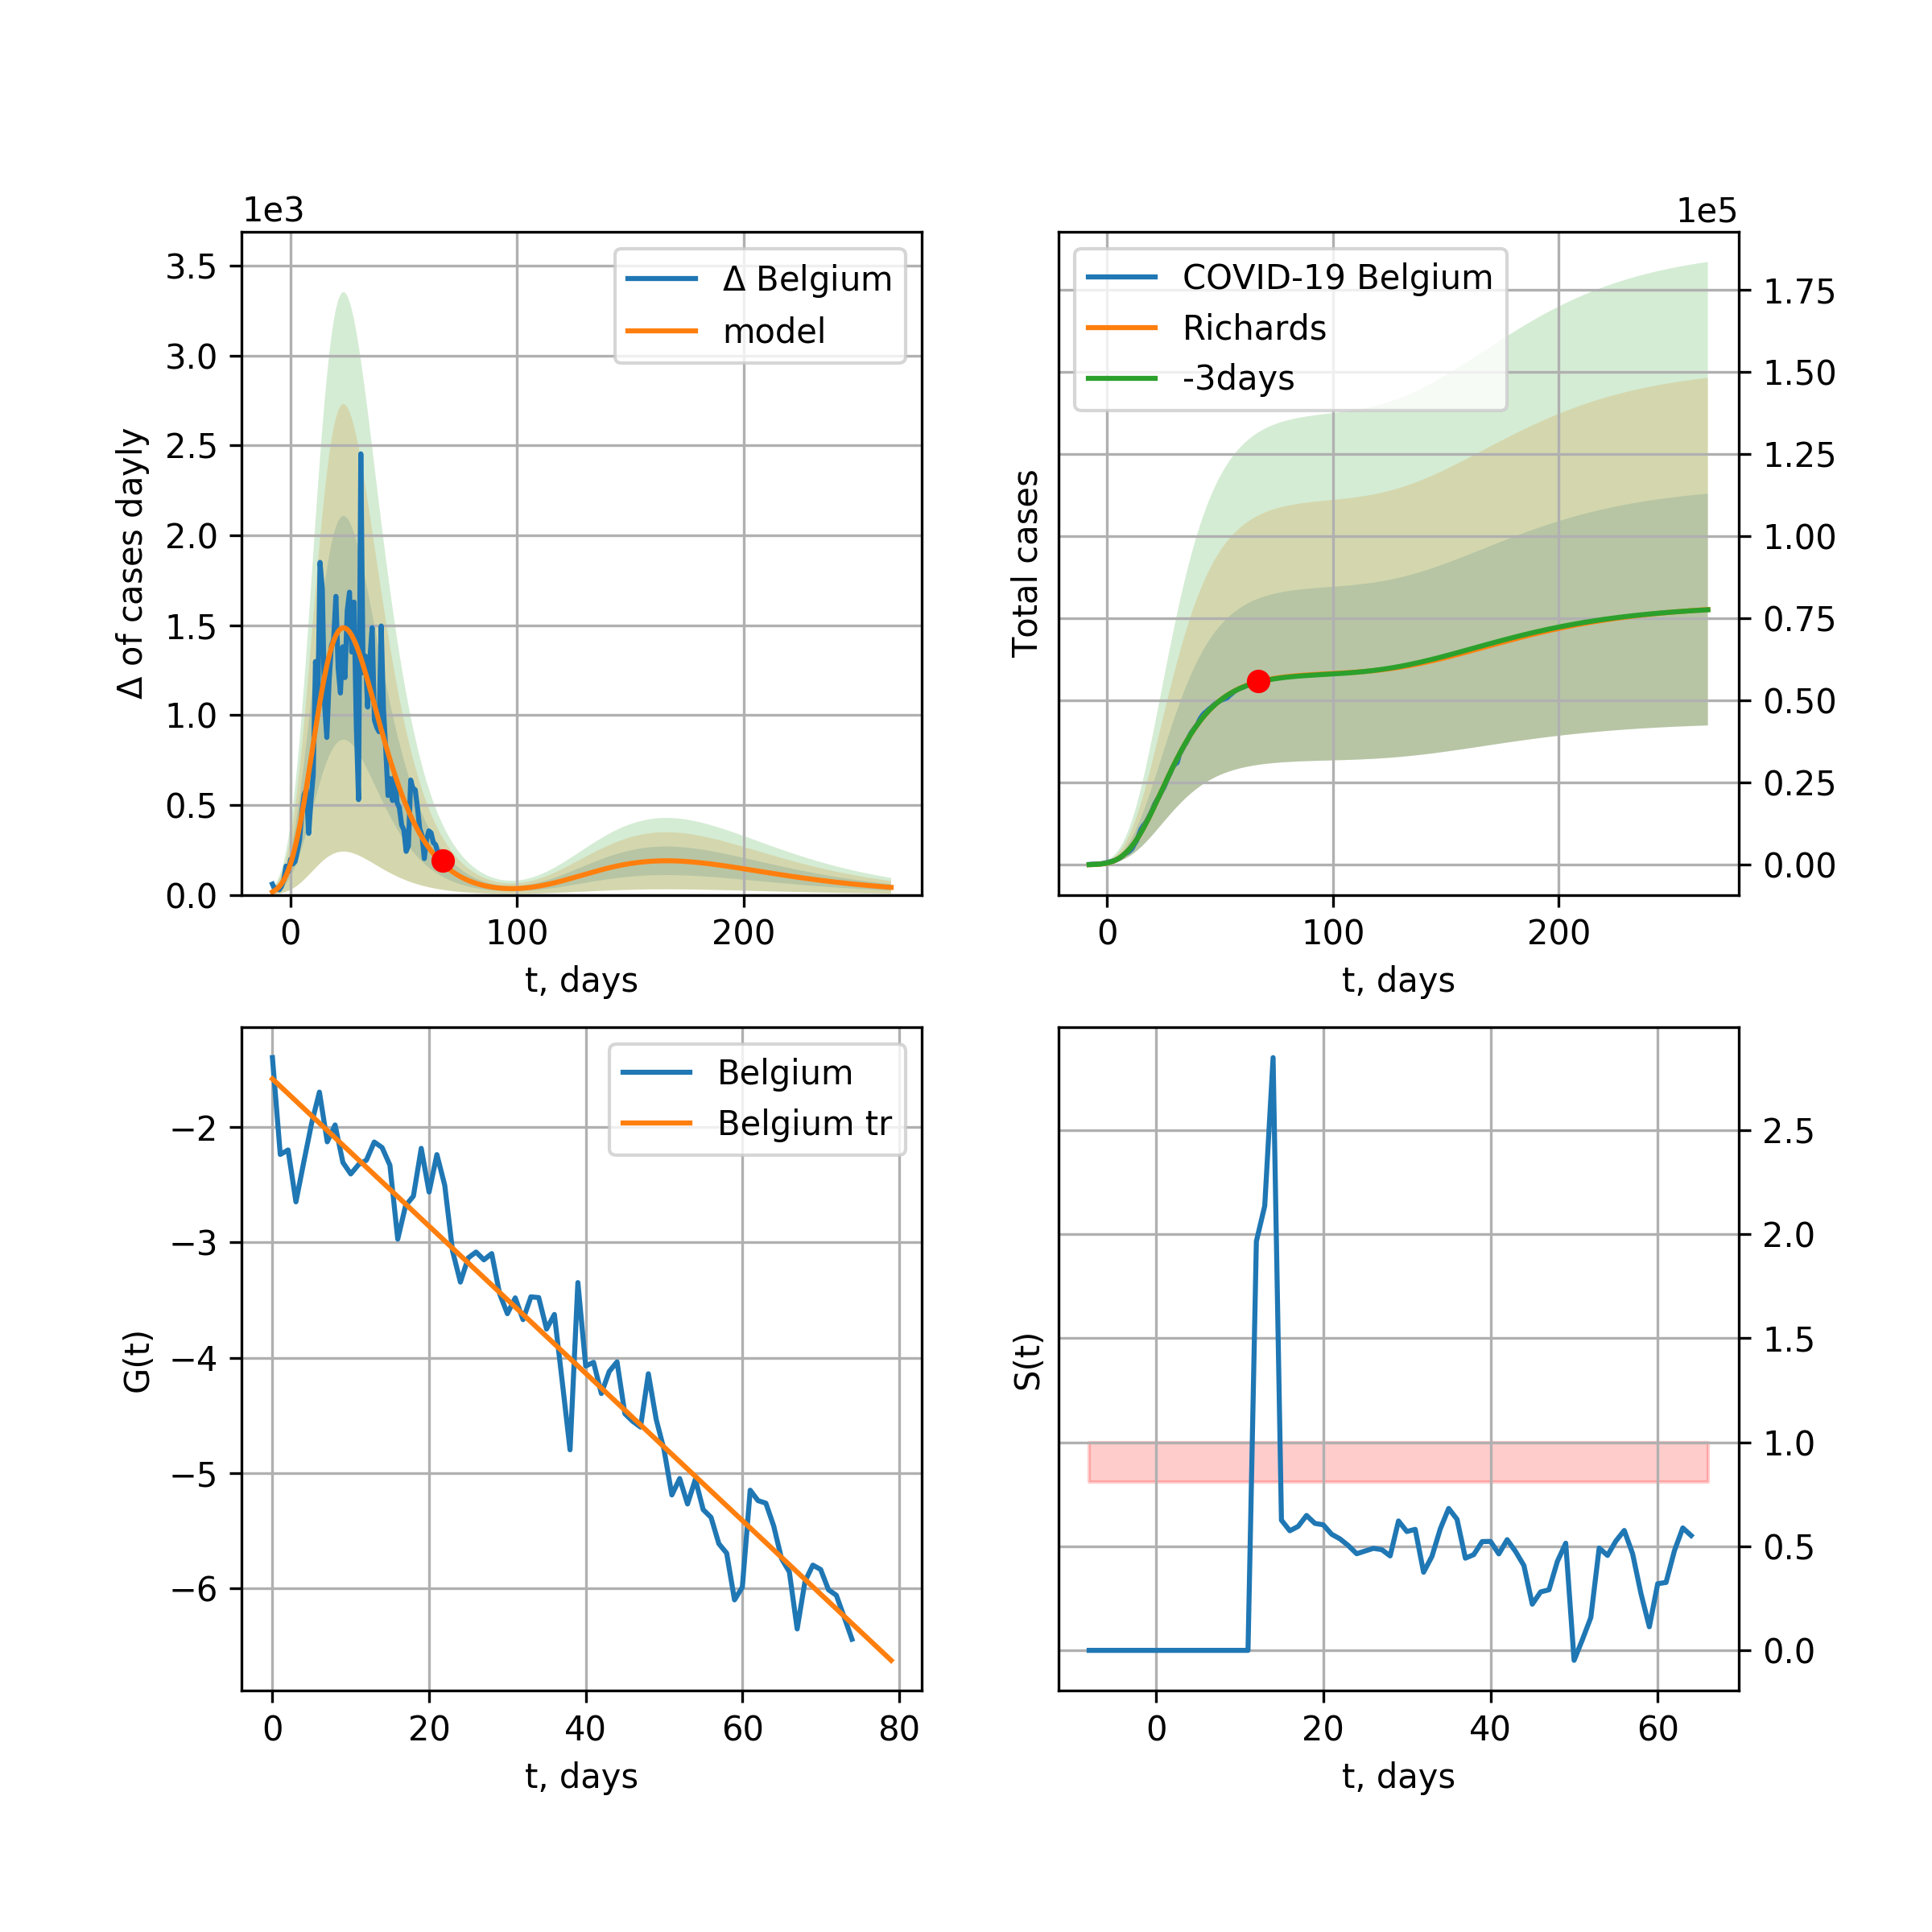 1e3
3.5
3.0
2.5
2.0
1.5
1.0
0.5
0.0
Δ of cases dayly
Δ Belgium
model
0 100 200
t, days
1e5
Total cases
COVID-19 Belgium
Richards
-3days
1.75
1.50
1.25
1.00
0.75
0.50
0.25
0.00
0 100 200
t, days
G(t)
−2
−3
−4
−5
−6
Belgium
Belgium tr
0 20 40 60 80
t, days
S(t)
2.5
2.0
1.5
1.0
0.5
0.0
0 20 40 60
t, days